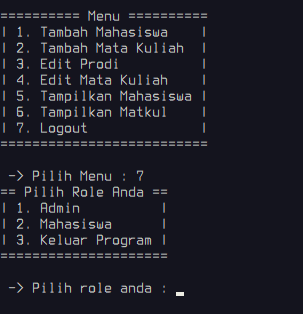 ========== Menu ==========
| 1. Tambah Mahasiswa    |
| 2. Tambah Mata Kuliah  |
| 3. Edit Prodi          |
| 4. Edit Mata Kuliah    |
| 5. Tampilkan Mahasiswa |
| 6. Tampilkan Matkul    |
| 7. Logout              |
==========================
-> Pilih Menu : 7
== Pilih Role Anda ==
| 1. Admin          |
| 2. Mahasiswa      |
| 3. Keluar Program |
=====================
-> Pilih role anda :